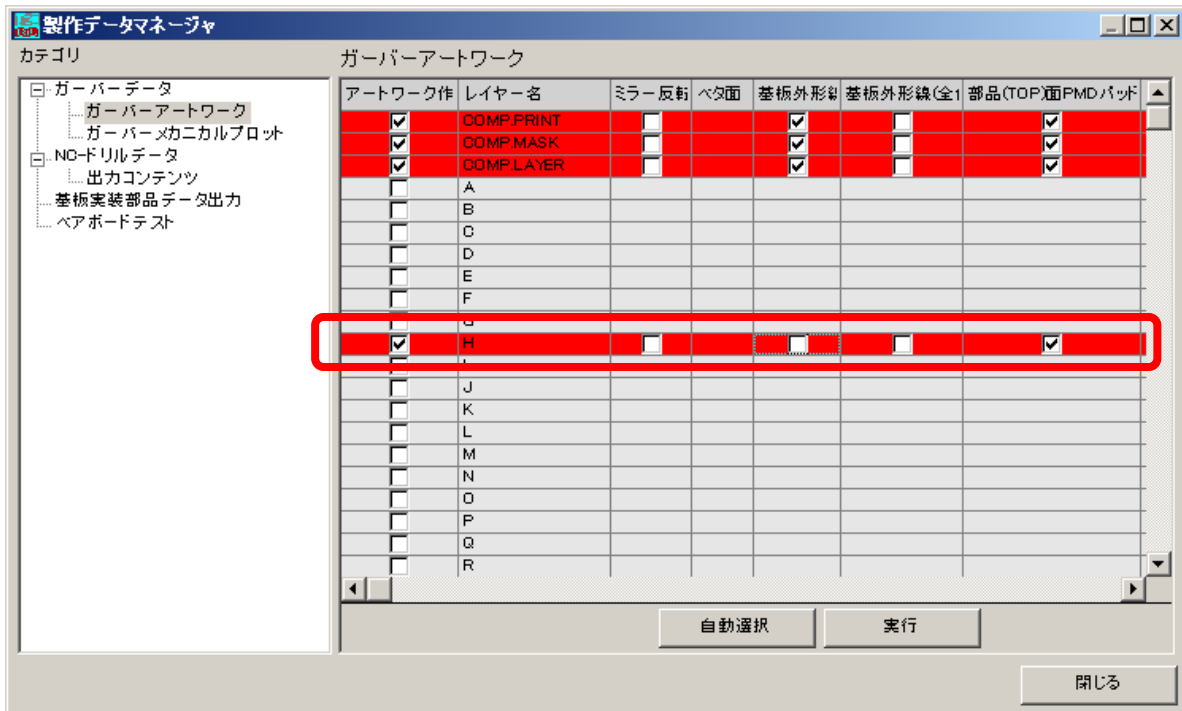 製作データマネージャ
カテゴリ
ガーバーデータ
ガーバーアートワーク
ガーバーメカニカルプロット
NC-ドリルデータ
出力コンテンツ
基板実装部品データ出力
ベアボードテスト
ガーバーアートワーク
アートワーク作 レイヤー名 ミラー反転 ベタ面 基板外形線 基板外形線(全1 部品(TOP)面PMDパッド
COMP.PRINT
COMP.MASK
COMP.LAYER
A
B
C
D
E
F
G
H
J
K
L
M
N
O
P
Q
R
自動選択 実行
閉じる